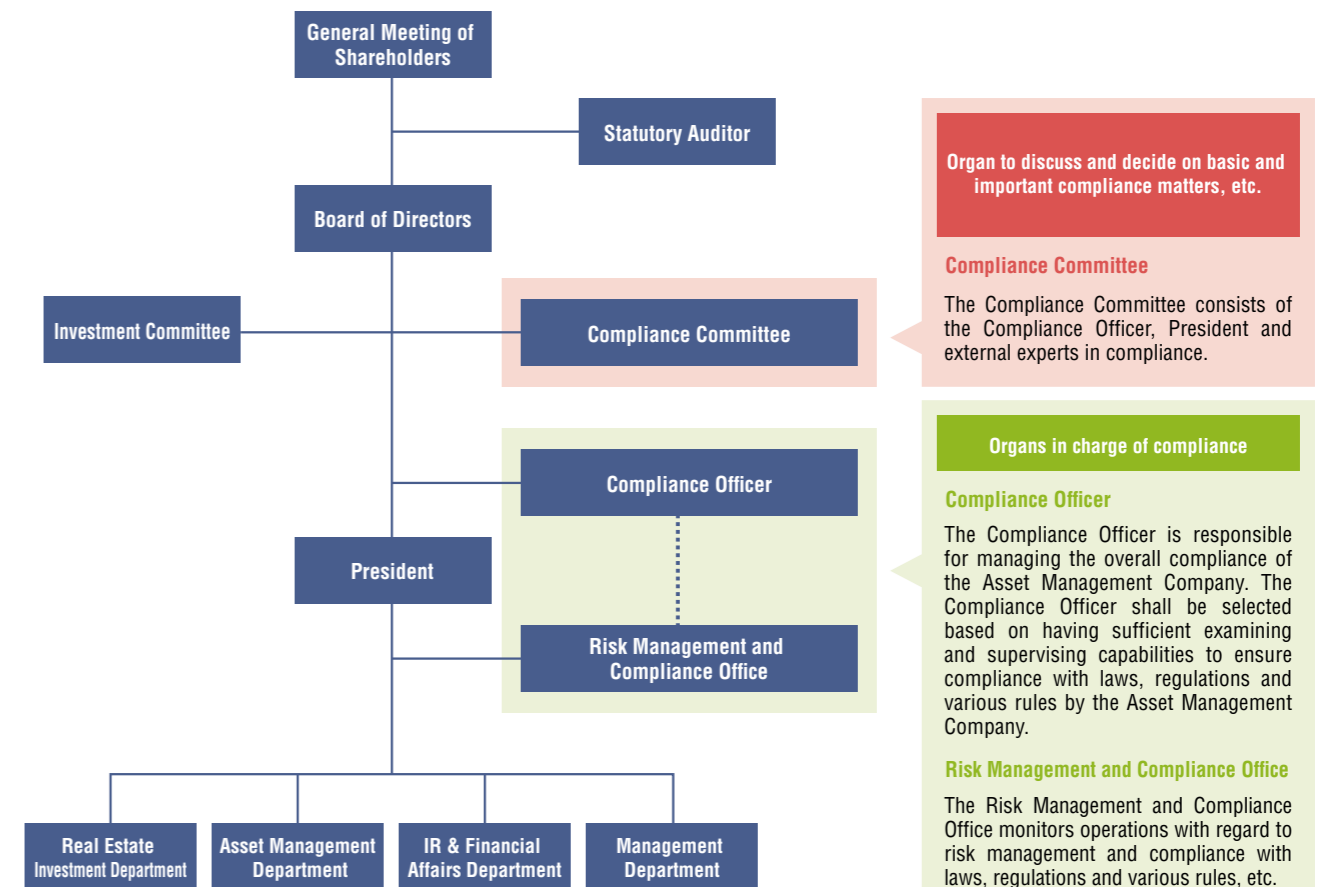 General Meeting of
Shareholders
Statutory Auditor
Board of Directors
Investment Committee
Compliance Committee
Compliance Officer
President
Risk Management and
Compliance Office
Real Estate
Investment Department
Asset Management
Department
IR & Financial
Affairs Department
Management
Department
Organ to discuss and decide on basic and
important compliance matters, etc.
Compliance Committee
The Compliance Committee consists of
the Compliance Officer, President and
external experts in compliance.
Organs in charge of compliance
Compliance Officer
The Compliance Officer is responsible
for managing the overall compliance of
the Asset Management Company. The
Compliance Officer shall be selected
based on having sufficient examining
and supervising capabilities to ensure
compliance with laws, regulations and
various rules by the Asset Management
Company.
Risk Management and Compliance Office
The Risk Management and Compliance
Office monitors operations with regard to
risk management and compliance with
laws, regulations and various rules, etc.